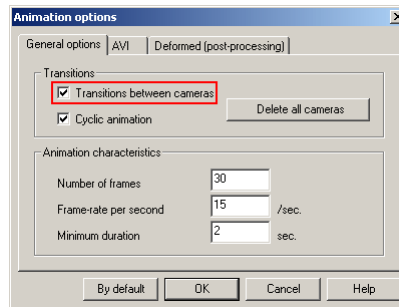 Animation options
General options AVI Deformed (post-processing)
Transitions
Transitions between cameras
Delete all cameras
Cyclic animation
Animation characteristics
Number of frames 30
Frame-rate per second 15 /sec.
Minimum duration 2 sec.
By default OK Cancel Help